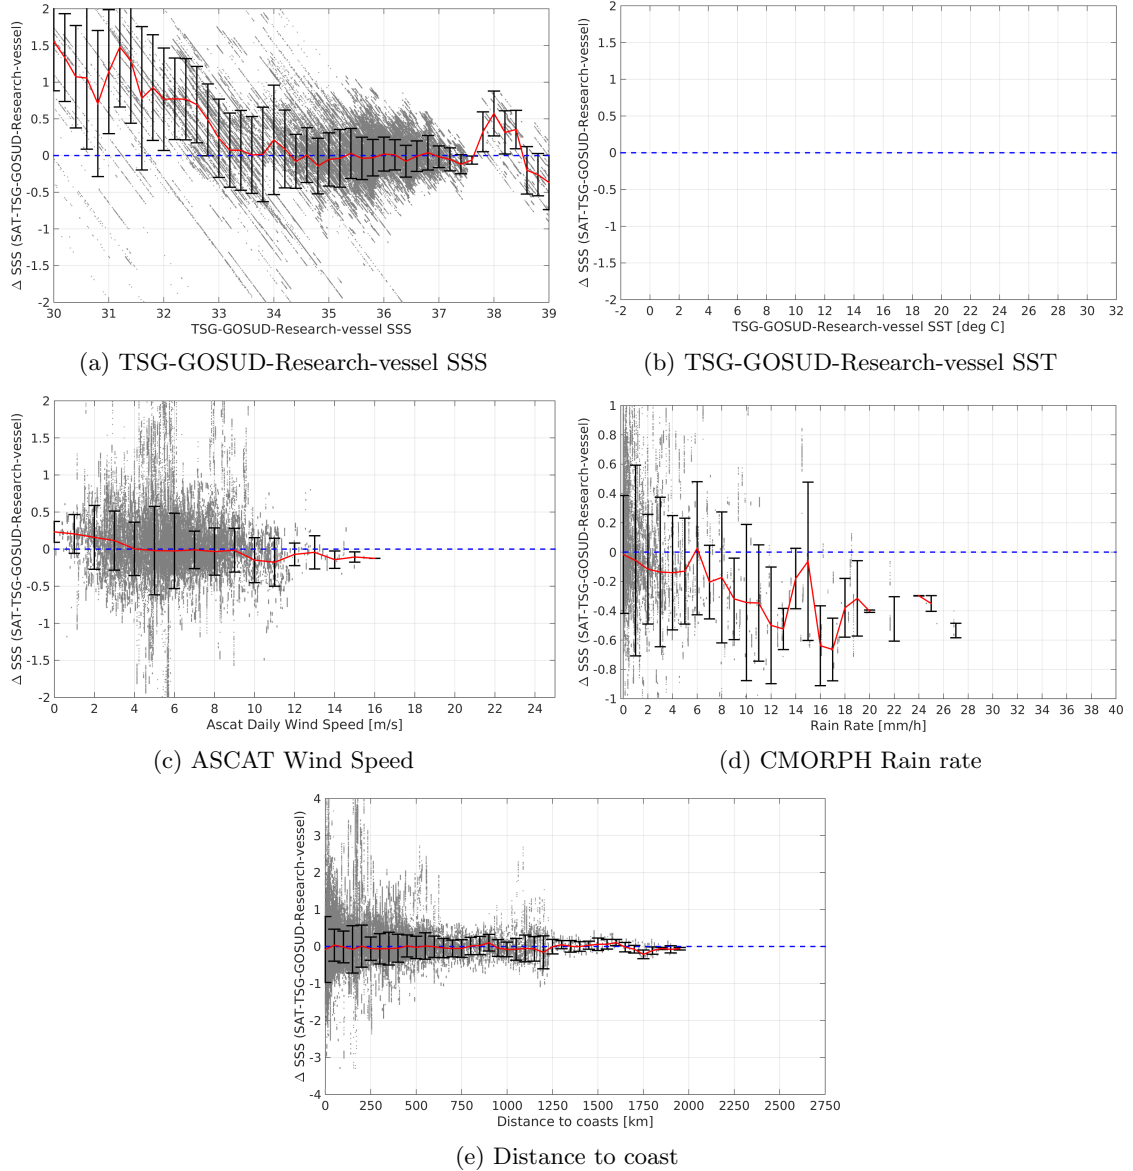 2
1.5
1
0.5
0
-0.5
-1
-1.5
-2
Δ SSS (SAT-TSG-GOSUD-Research-vessel)
30 31 32 33 34 35 36 37 38 39
TSG-GOSUD-Research-vessel SSS
(a) TSG-GOSUD-Research-vessel SSS
2
1.5
1
0.5
0
-0.5
-1
-1.5
-2
Δ SSS (SAT-TSG-GOSUD-Research-vessel)
-2 0 2 4 6 8 10 12 14 16 18 20 22 24 26 28 30 32
TSG-GOSUD-Research-vessel SST [deg C]
(b) TSG-GOSUD-Research-vessel SST
2
1.5
1
0.5
0
-0.5
-1
-1.5
-2
Δ SSS (SAT-TSG-GOSUD-Research-vessel)
0 2 4 6 8 10 12 14 16 18 20 22 24
Ascat Daily Wind Speed [m/s]
(c) ASCAT Wind Speed
1
0.8
0.6
0.4
0.2
0
-0.2
-0.4
-0.6
-0.8
-1
Δ SSS (SAT-TSG-GOSUD-Research-vessel)
0 2 4 6 8 10 12 14 16 18 20 22 24 26 28 30 32 34 36 38 40
Rain Rate [mm/h]
(d) CMORPH Rain rate
4
3
2
1
0
-1
-2
-3
-4
Δ SSS (SAT-TSG-GOSUD-Research-vessel)
0 250 500 750 1000 1250 1500 1750 2000 2250 2500 2750
Distance to coasts [km]
(e) Distance to coast